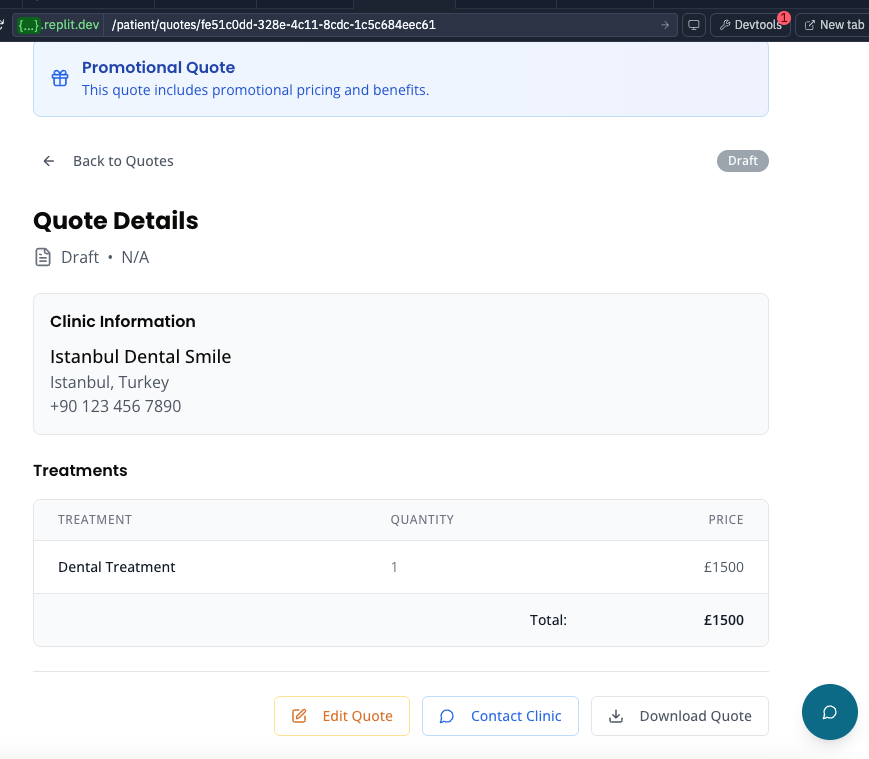 {...}.replit.dev /patient/quotes/fe51c0dd-328e-4c11-8cdc-1c5c684eec61 Devtools 1 New tab
Promotional Quote
This quote includes promotional pricing and benefits.
Back to Quotes Draft
Quote Details
Draft • N/A
Clinic Information
Istanbul Dental Smile
Istanbul, Turkey
+90 123 456 7890
Treatments
TREATMENT QUANTITY PRICE
Dental Treatment 1 £1500
Total: £1500
Edit Quote Contact Clinic Download Quote